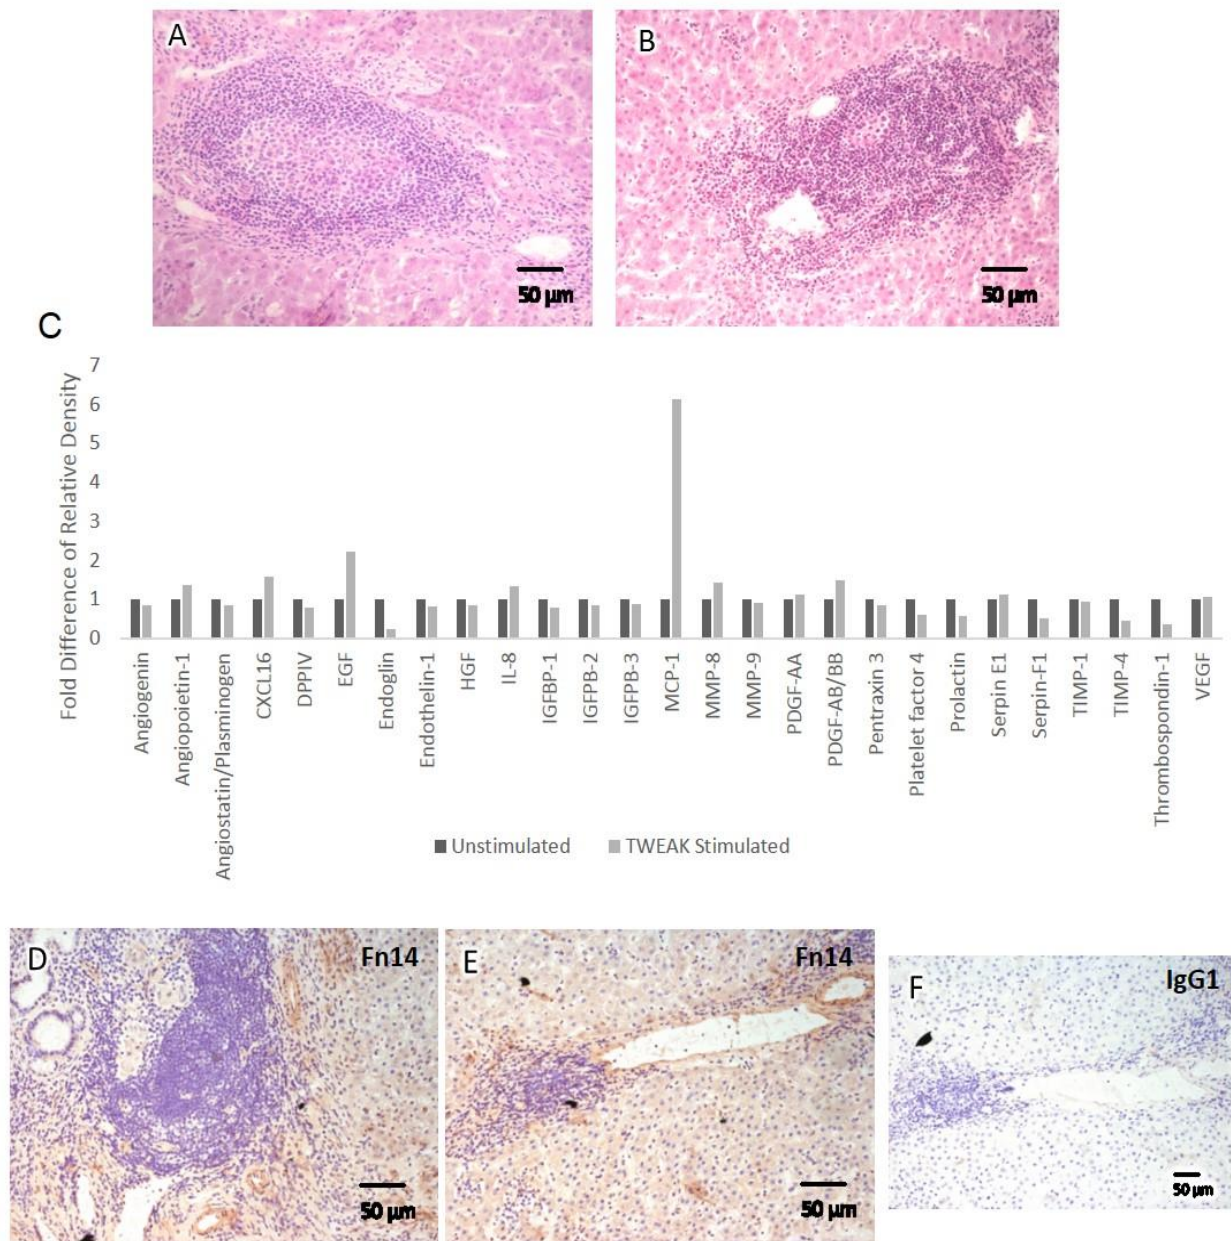 A
B
50 µm
50 µm
C
Fold Difference of Relative Density
7
6
5
4
3
2
1
0
Angiogenin
Angiopoietin-1
Angiostatin/Plasminogen
CXCL16
DPPIV
EGF
Endoglin
Endothelin-1
HGF
IL-8
IGFBP-1
IGFPB-2
IGFPB-3
MCP-1
MMP-8
MMP-9
PDGF-AA
PDGF-AB/BB
Pentraxin 3
Platelet factor 4
Prolactin
Serpin E1
Serpin-F1
TIMP-1
TIMP-4
Thrombospondin-1
VEGF
Unstimulated
TWEAK Stimulated
D
Fn14
50 µm
E
Fn14
50 µm
F
IgG1
50 µm